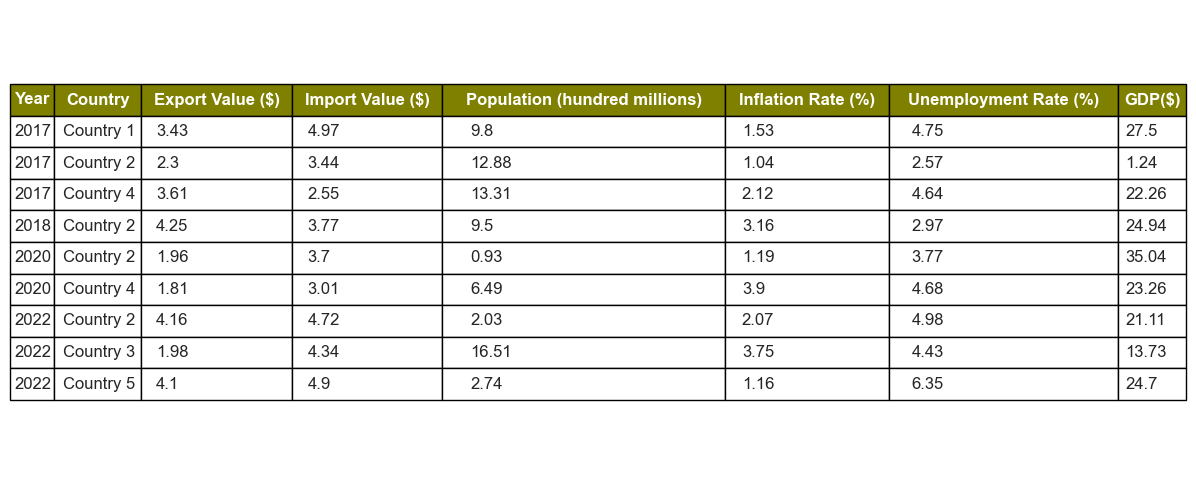 Year Country Export Value ($) Import Value ($) Population (hundred millions) Inflation Rate (%) Unemployment Rate (%) GDP($)
2017 Country 1 3.43 4.97 9.8 1.53 4.75 27.5
2017 Country 2 2.3 3.44 12.88 1.04 2.57 1.24
2017 Country 4 3.61 2.55 13.31 2.12 4.64 22.26
2018 Country 2 4.25 3.77 9.5 3.16 2.97 24.94
2020 Country 2 1.96 3.7 0.93 1.19 3.77 35.04
2020 Country 4 1.81 3.01 6.49 3.9 4.68 23.26
2022 Country 2 4.16 4.72 2.03 2.07 4.98 21.11
2022 Country 3 1.98 4.34 16.51 3.75 4.43 13.73
2022 Country 5 4.1 4.9 2.74 1.16 6.35 24.7